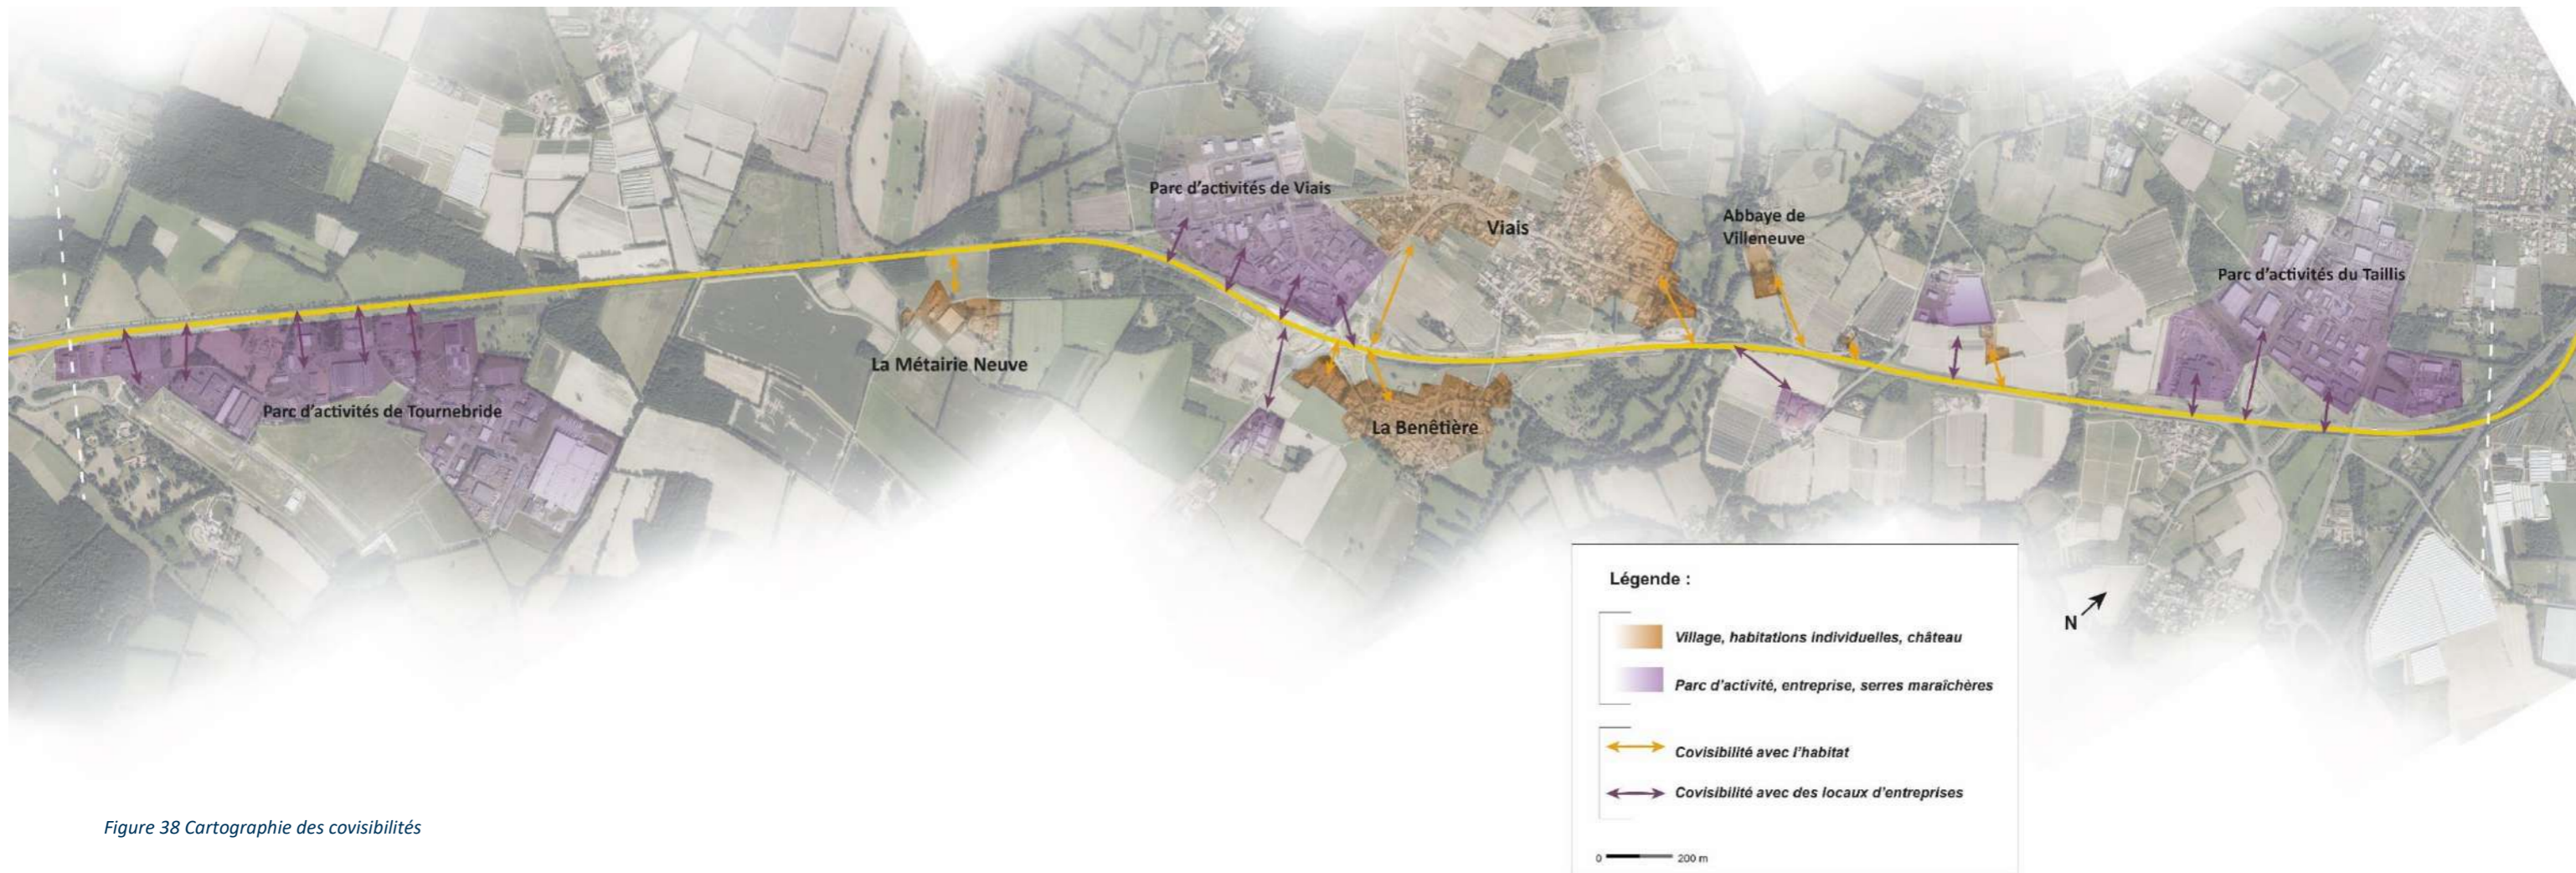 Parc d'activités de Viais
Viais
Abbaye de
Villeneuve
Parc d'activités du Taillis
La Métairie Neuve
Parc d'activités de Tournebride
La Benêtière
Légende :
Village, habitations individuelles, château
Parc d'activité, entreprise, serres maraîchères
Covisibilité avec l'habitat
Covisibilité avec des locaux d'entreprises
0 200 m
N
Figure 38 Cartographie des covisibilités